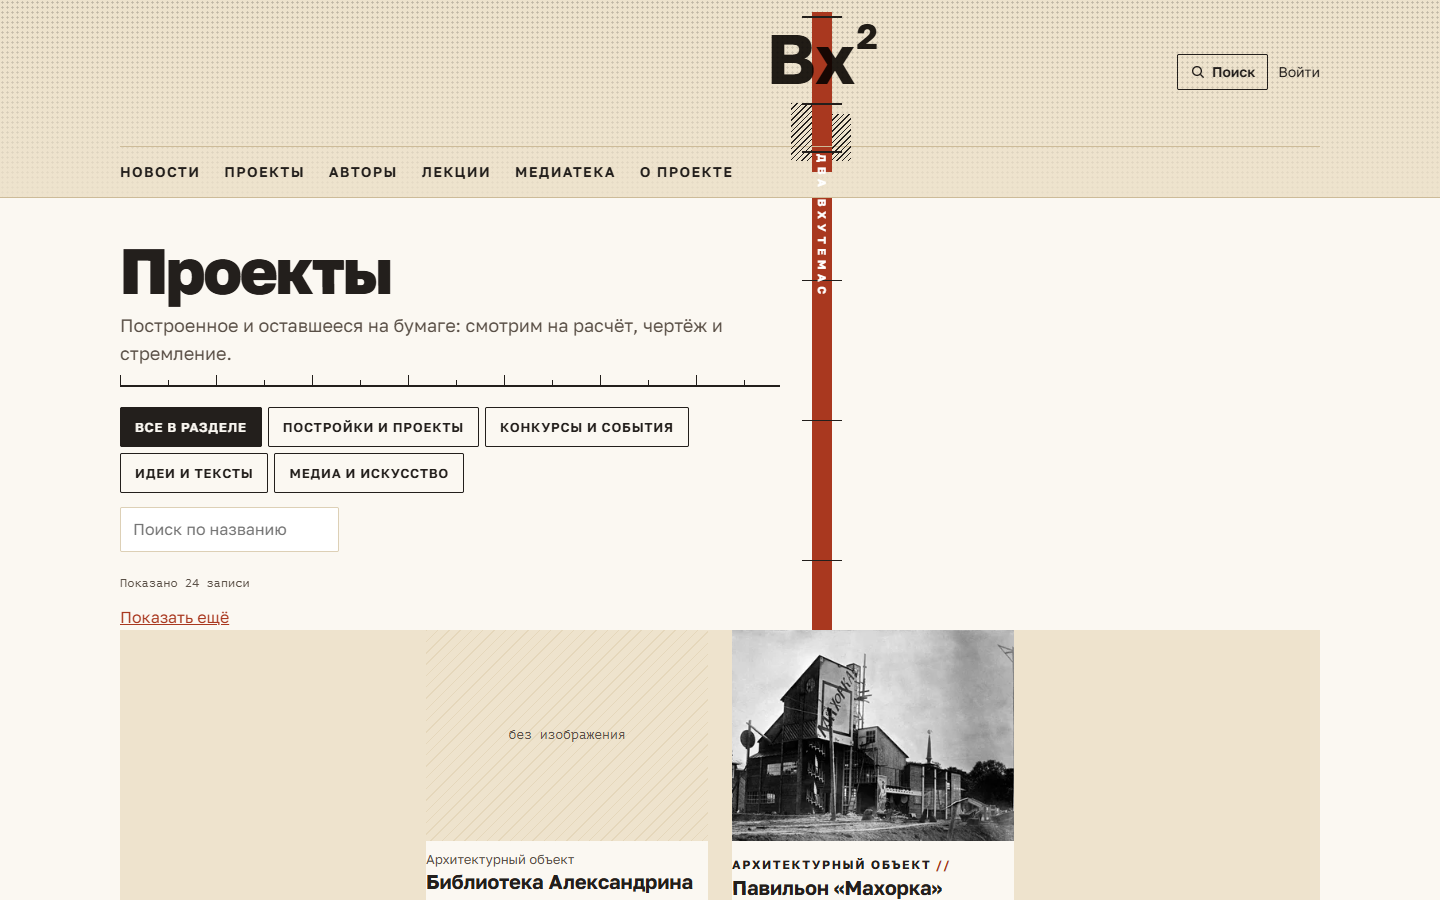 Вх²
Поиск
Войти
НОВОСТИ ПРОЕКТЫ АВТОРЫ ЛЕКЦИИ МЕДИАТЕКА О ПРОЕКТЕ
ДВА ВХУТЕМАС
Проекты
Построенное и оставшееся на бумаге: смотрим на расчёт, чертёж и
стремление.
ВСЕ В РАЗДЕЛЕ ПОСТРОЙКИ И ПРОЕКТЫ КОНКУРСЫ И СОБЫТИЯ
ИДЕИ И ТЕКСТЫ МЕДИА И ИСКУССТВО
Поиск по названию
Показано 24 записи
Показать ещё
без изображения
МАХОРКА
Архитектурный объект
Библиотека Александрина
АРХИТЕКТУРНЫЙ ОБЪЕКТ //
Павильон «Махорка»